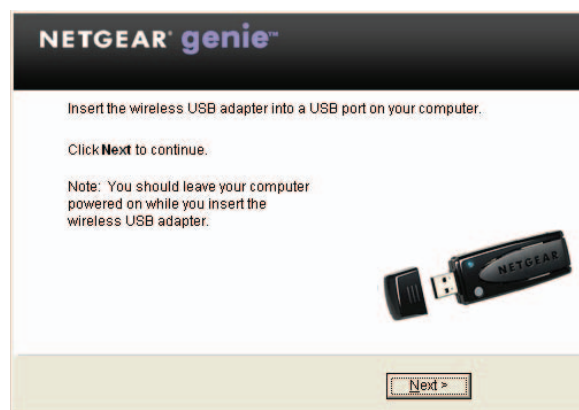 NETGEAR® genie™
Insert the wireless USB adapter into a USB port on your computer.
Click Next to continue.
Note: You should leave your computer
powered on while you insert the
wireless USB adapter.
NETGEAR
Next >